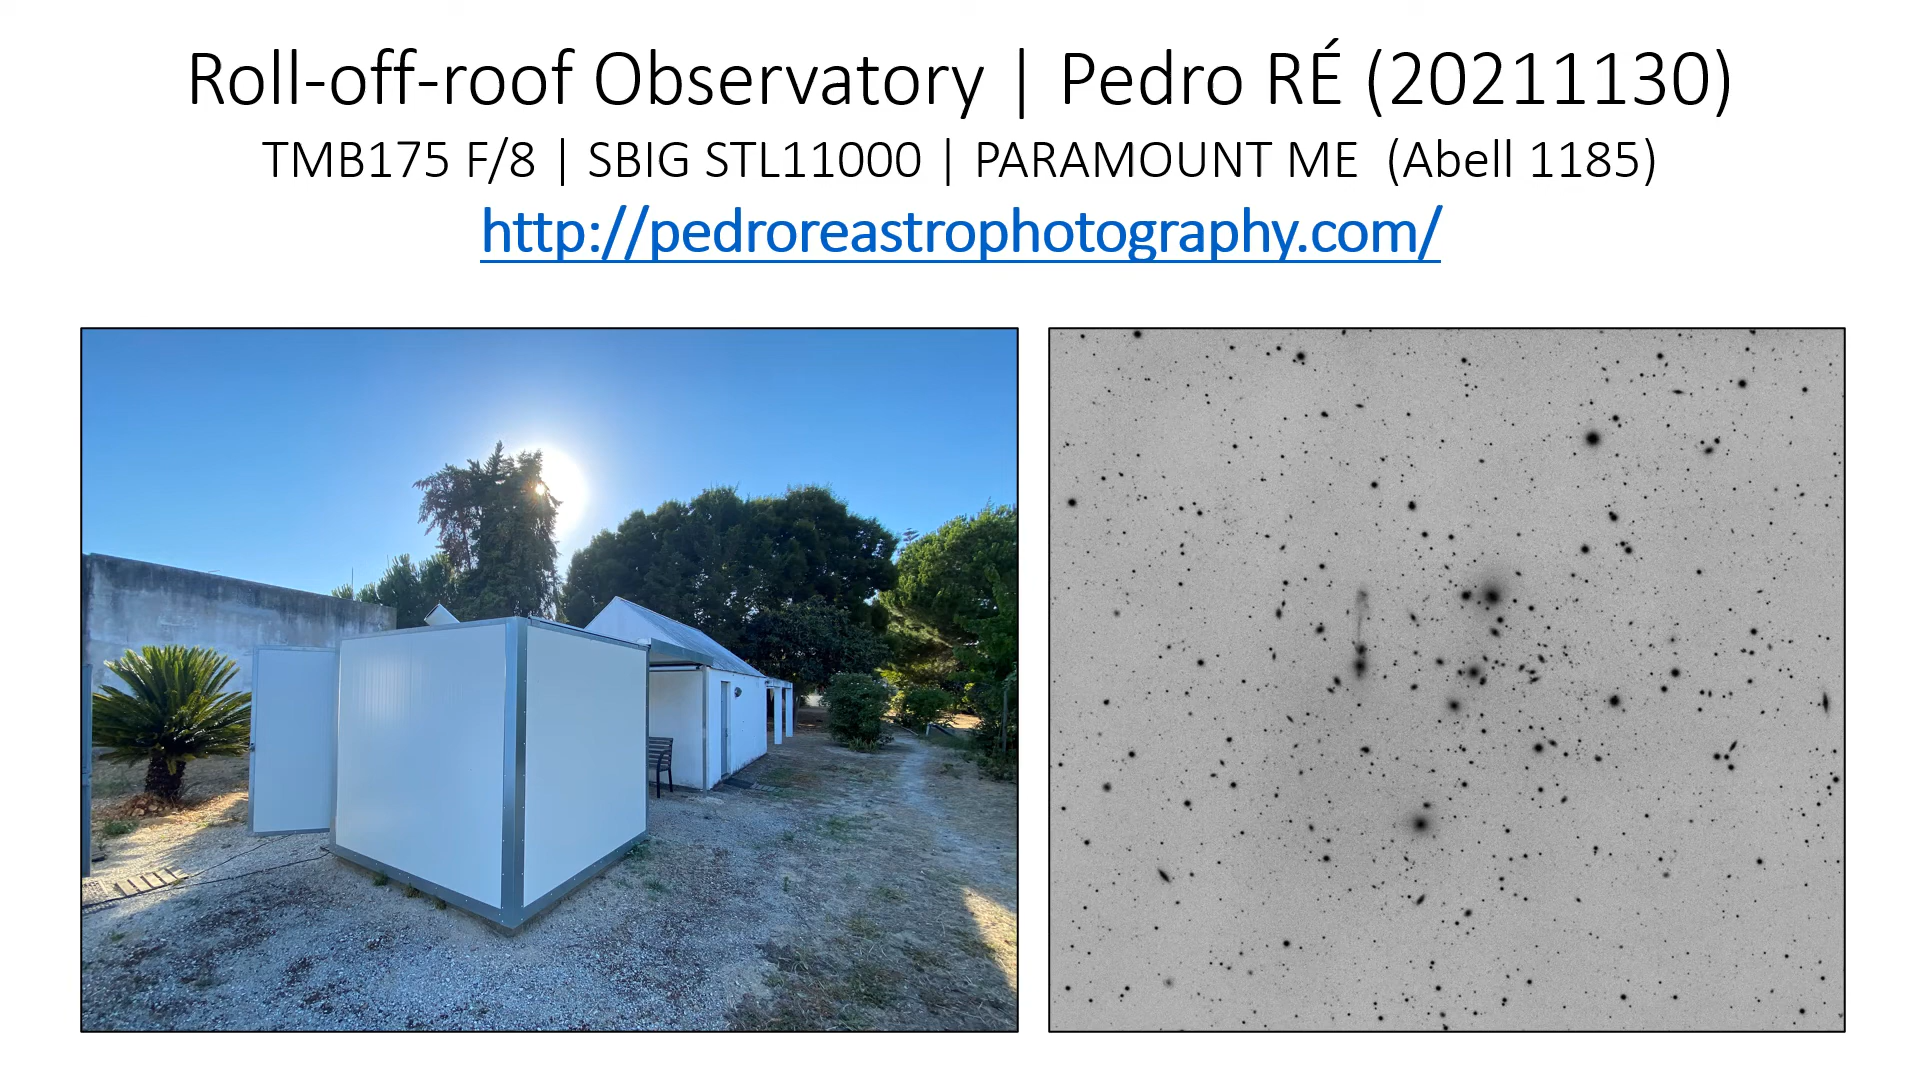 Roll-off-roof Observatory | Pedro RÉ (20211130)
TMB175 F/8 | SBIG STL11000 | PARAMOUNT ME (Abell 1185)
http://pedroreastrophotography.com/